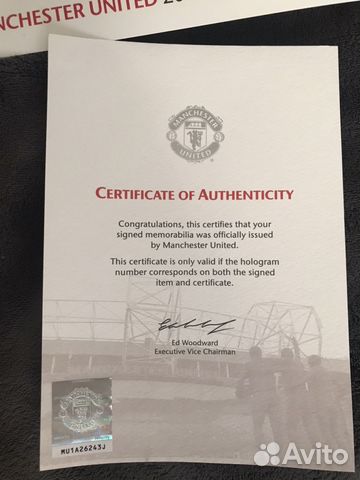 NCHESTER UNITED 20
MANCHESTER
UNITED
CERTIFICATE OF AUTHENTICITY
Congratulations, this certifies that your
signed memorabilia was officially issued
by Manchester United.
This certificate is only valid if the hologram
number corresponds on both the signed
item and certificate.
Ed Woodward
Executive Vice Chairman
MU1A26243J
Avito